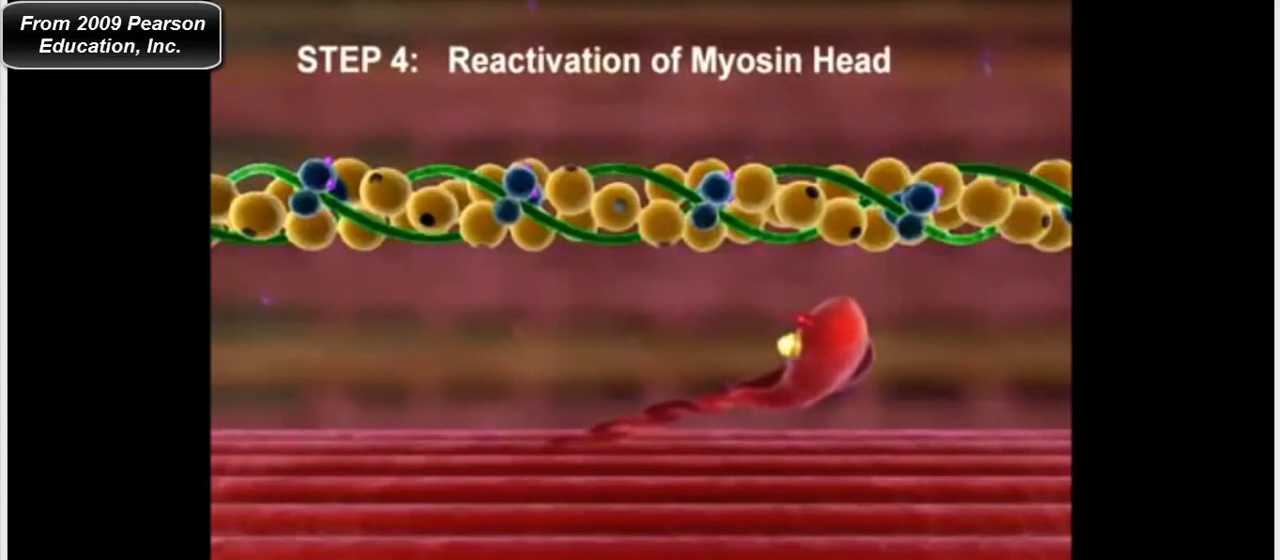 From 2009 Pearson
Education, Inc.
STEP 4: Reactivation of Myosin Head